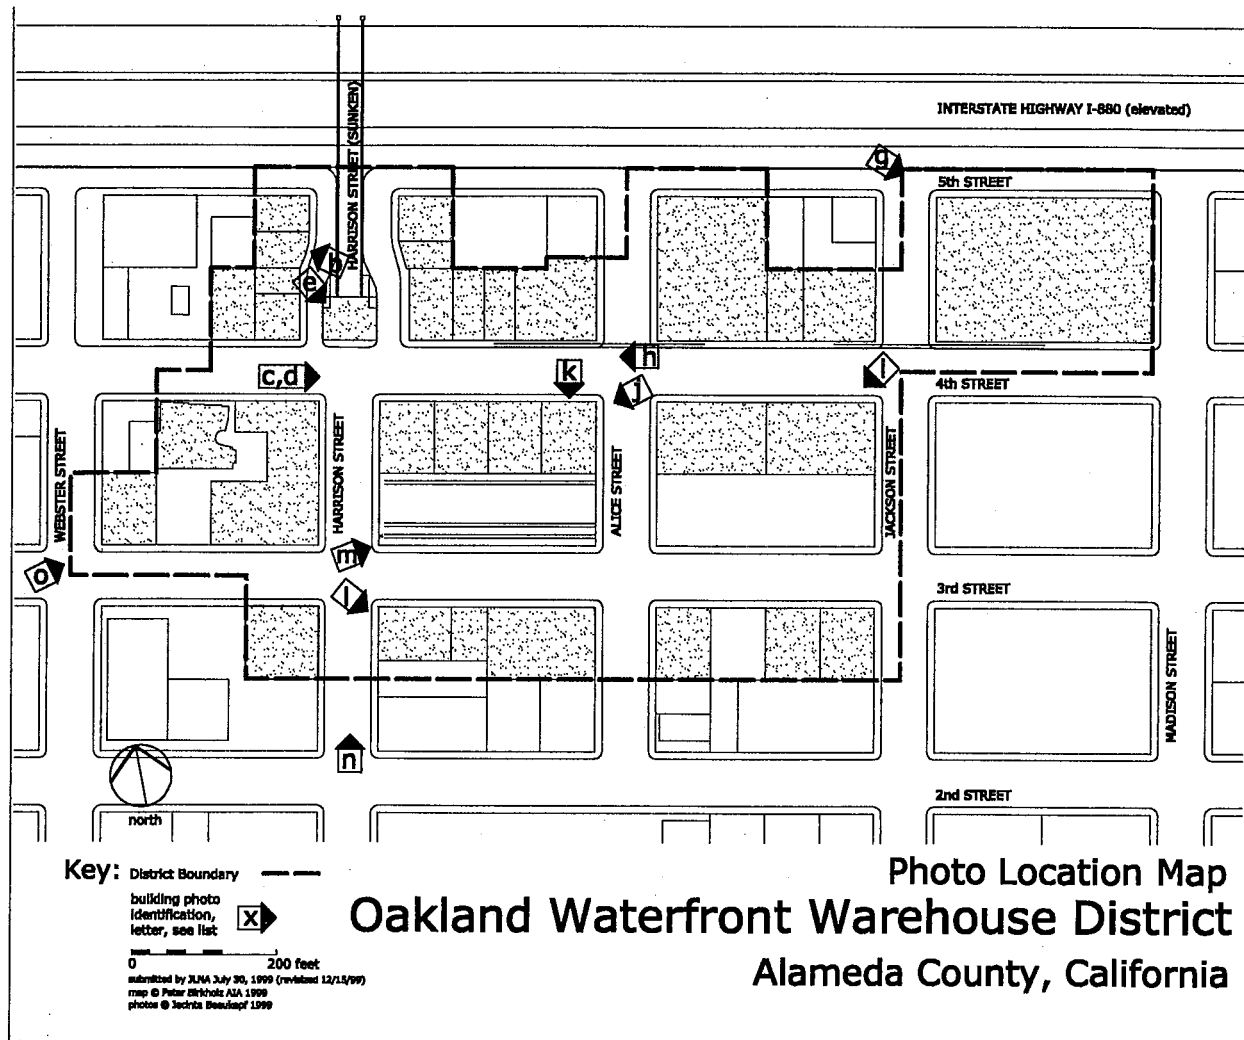 INTERSTATE HIGHWAY I-880 (elevated)
HARRISON STREET (SUNKEN)
g
5th STREET
b
e
h
c,d
k
j
i
4th STREET
WEBSTER STREET
HARRISON STREET
ALICE STREET
JACKSON STREET
o
m
l
3rd STREET
MADISON STREET
n
2nd STREET
north
Key: District Boundary
building photo
identification,
letter, see list
x
0 200 feet
submitted by JLNA July 30, 1999 (revised 12/15/99)
map © Peter Birkholz AIA 1999
photos © Jacinta
1999
Photo Location Map
Oakland Waterfront Warehouse District
Alameda County, California